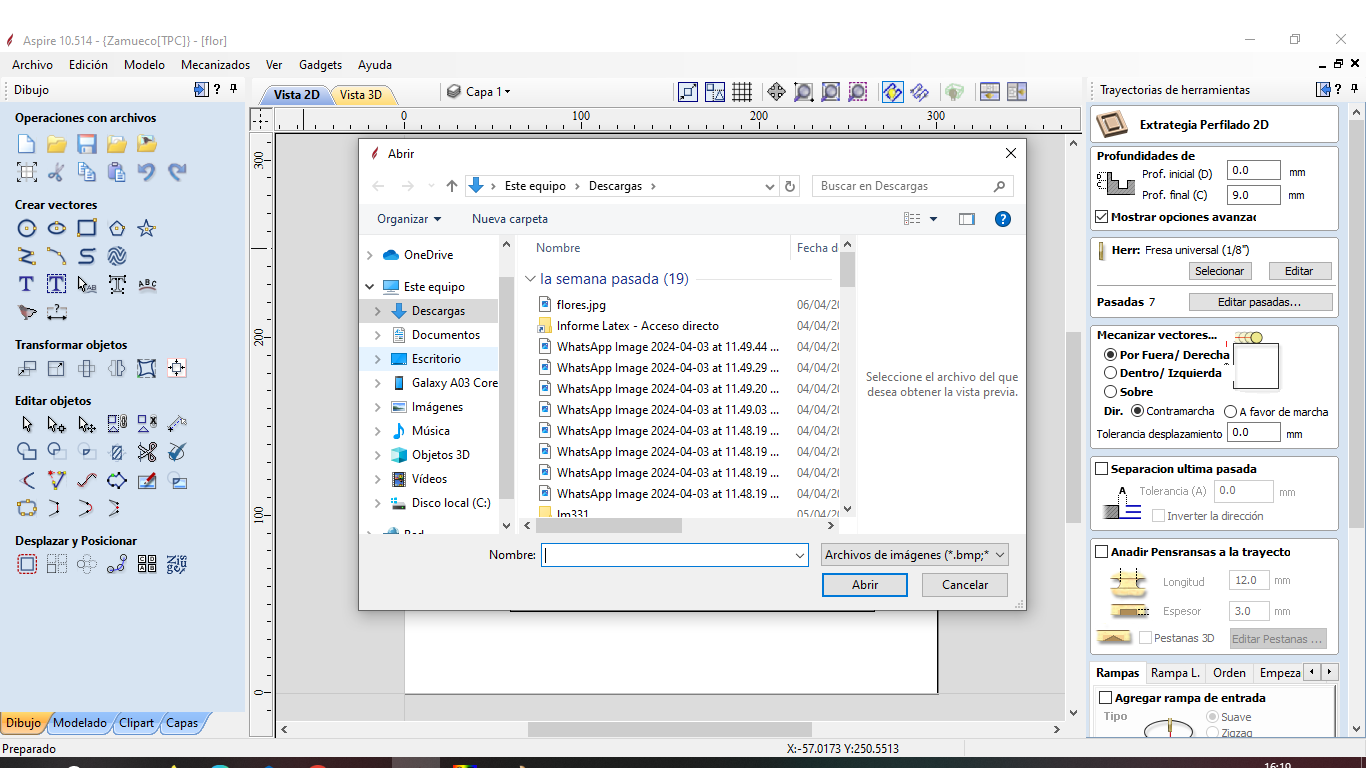 Aspire 10.514 - {Zamueco[TPC]} - [flor]
Archivo Edición Modelo Mecanizados Ver Gadgets Ayuda
Dibujo
Operaciones con archivos
Crear vectores
Transformar objetos
Editar objetos
Desplazar y Posicionar
Dibujo Modelado Clipart Capas
Vista 2D Vista 3D Capa 1
0 100 200 300
300
200
100
0
Abrir
Este equipo Descargas
Buscar en Descargas
Organizar Nueva carpeta
OneDrive
Este equipo
Descargas
Documentos
Escritorio
Galaxy A03 Core
Imágenes
Música
Objetos 3D
Vídeos
Disco local (C:)
Red
Nombre Fecha d
la semana pasada (19)
flores.jpg 06/04/20
Informe Latex - Acceso directo 04/04/20
WhatsApp Image 2024-04-03 at 11.49.44 ... 04/04/20
WhatsApp Image 2024-04-03 at 11.49.29 ... 04/04/20
WhatsApp Image 2024-04-03 at 11.49.20 ... 04/04/20
WhatsApp Image 2024-04-03 at 11.49.03 ... 04/04/20
WhatsApp Image 2024-04-03 at 11.48.19 ... 04/04/20
WhatsApp Image 2024-04-03 at 11.48.19 ... 04/04/20
WhatsApp Image 2024-04-03 at 11.48.19 ... 04/04/20
WhatsApp Image 2024-04-03 at 11.48.19 ... 04/04/20
lm331 05/04/20
Seleccione el archivo del que
desea obtener la vista previa.
Nombre: Archivos de imágenes (*.bmp;*
Abrir Cancelar
Trayectorias de herramientas
Extrategia Perfilado 2D
Profundidades de
Prof. inicial (D) 0.0 mm
Prof. final (C) 9.0 mm
Mostrar opciones avanzac
Herr: Fresa universal (1/8")
Selecionar Editar
Pasadas 7 Editar pasadas...
Mecanizar vectores...
Por Fuera/ Derecha
Dentro/ Izquierda
Sobre
Dir. Contramarcha A favor de marcha
Tolerancia desplazamiento 0.0 mm
Separacion ultima pasada
A Tolerancia (A) 0.0 mm
Inverter la dirección
Anadir Pensransas a la trayecto
Longitud 12.0 mm
Espesor 3.0 mm
Pestanas 3D Editar Pestanas ...
Rampas Rampa L. Orden Empeza
Agregar rampa de entrada
Tipo Suave
Zigzag
Preparado X:-57.0173 Y:250.5513
16:19